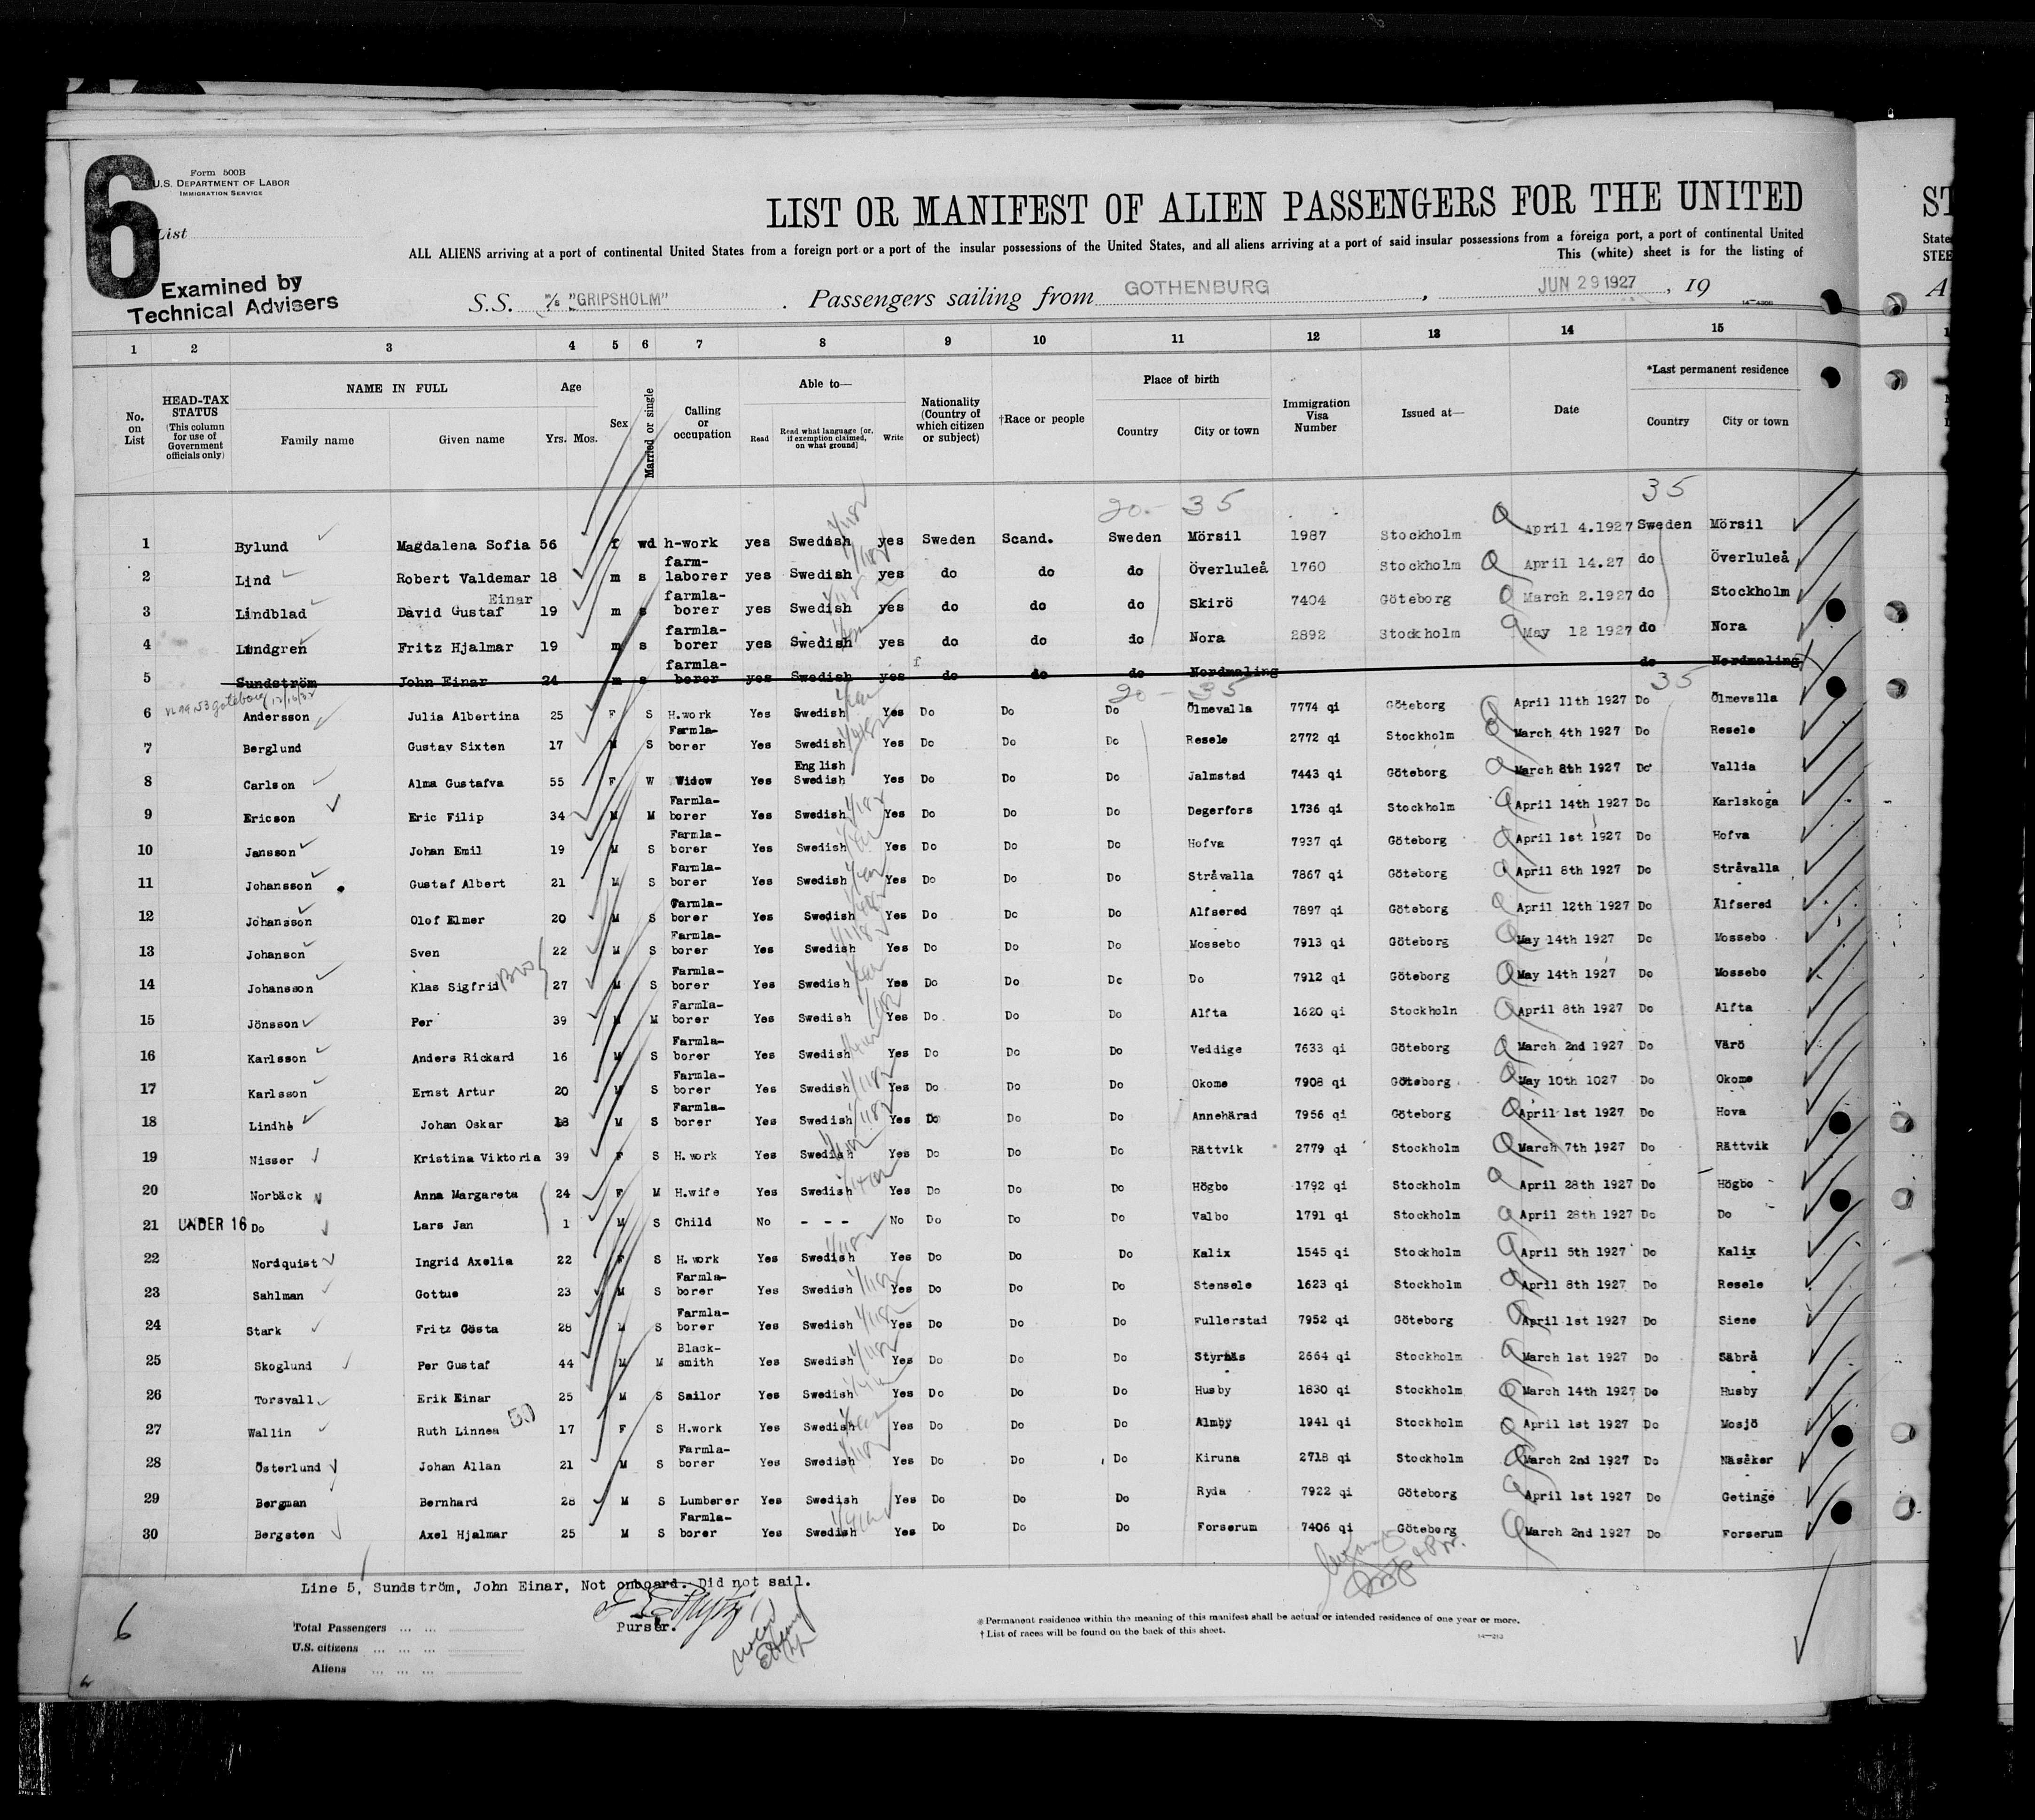 6
Form 500B
U.S. DEPARTMENT OF LABOR
IMMIGRATION SERVICE
List
Examined by
Technical Advisers
LIST OR MANIFEST OF ALIEN PASSENGERS FOR THE UNITED
ALL ALIENS arriving at a port of continental United States from a foreign port or a port of the insular possessions of the United States, and all aliens arriving at a port of said insular possessions from a foreign port, a port of continental United
This (white) sheet is for the listing of
S.S. M/S "GRIPSHOLM" . Passengers sailing from GOTHENBURG , JUN 29 1927 , 19
ST
State
STEE
A
1 2 3 4 5 6 7 8 9 10 11 12 13 14 15
No. on List
HEAD-TAX STATUS (This column for use of Government officials only)
NAME IN FULL Family name Given name
Age Yrs. Mos.
Sex
Married or single
Calling or occupation
Able to— Read Read what language [or, if exemption claimed, on what ground] Write
Nationality (Country of which citizen or subject)
†Race or people
Place of birth Country City or town
Immigration Visa Number
Issued at—
Date
*Last permanent residence Country City or town
20 - 35 35
1 Bylund Magdalena Sofia 56 f wd h-work yes Swedish yes Sweden Scand. Sweden Mörsil 1987 Stockholm April 4.1927 Sweden Mörsil
2 Lind Robert Valdemar 18 m s farm-laborer yes Swedish yes do do do Överluleå 1760 Stockholm April 14.27 do Överluleå
3 Lindblad David Gustaf Einar 19 m s farmla-borer yes Swedish yes do do do Skirö 7404 Göteborg March 2.1927 do Stockholm
4 Lundgren Fritz Hjalmar 19 m s farmla-borer yes Swedish yes do do do Nora 2892 Stockholm May 12 1927 do Nora
5 Sundström John Einar 24 m s farmla-borer yes Swedish yes do do do Nordmaling do Nordmaling
20 - 35 35
6 Andersson Julia Albertina 25 F S H.work Yes Swedish Yes Do Do Do Ölmevalla 7774 qi Göteborg April 11th 1927 Do Ölmevalla
7 Berglund Gustav Sixten 17 M S Farmla-borer Yes Swedish Yes Do Do Do Resele 2772 qi Stockholm March 4th 1927 Do Resele
8 Carlson Alma Gustafva 55 F W Widow Yes English Swedish Yes Do Do Do Jalmstad 7443 qi Göteborg March 8th 1927 Do Vallda
9 Ericson Eric Filip 34 M M Farmla-borer Yes Swedish Yes Do Do Do Degerfors 1736 qi Stockholm April 14th 1927 Do Karlskoga
10 Jansson Johan Emil 19 M S Farmla-borer Yes Swedish Yes Do Do Do Hofva 7937 qi Göteborg April 1st 1927 Do Hofva
11 Johansson Gustaf Albert 21 M S Farmla-borer Yes Swedish Yes Do Do Do Stråvalla 7867 qi Göteborg April 8th 1927 Do Stråvalla
12 Johansson Olof Elmer 20 M S Farmla-borer Yes Swedish Yes Do Do Do Alfsered 7897 qi Göteborg April 12th 1927 Do Alfsered
13 Johanson Sven 22 M S Farmla-borer Yes Swedish Yes Do Do Do Mossebo 7913 qi Göteborg May 14th 1927 Do Mossebo
14 Johansson Klas Sigfrid Bro 27 M S Farmla-borer Yes Swedish Yes Do Do Do Do 7912 qi Göteborg May 14th 1927 Do Mossebo
15 Jönsson Per 39 M M Farmla-borer Yes Swedish Yes Do Do Do Alfta 1620 qi Stockholn April 8th 1927 Do Alfta
16 Karlsson Anders Rickard 16 M S Farmla-borer Yes Swedish Yes Do Do Do Veddige 7633 qi Göteborg March 2nd 1927 Do Värö
17 Karlsson Ernst Artur 20 M S Farmla-borer Yes Swedish Yes Do Do Do Okome 7908 qi Göteborg May 10th 1027 Do Okome
18 Lindhé Johan Oskar 18 M S Farmla-borer Yes Swedish Yes Do Do Do Annehärad 7956 qi Göteborg April 1st 1927 Do Hova
19 Nisser Kristina Viktoria 39 F S H.work Yes Swedish Yes Do Do Do Rättvik 2779 qi Stockholm March 7th 1927 Do Rättvik
20 Norbäck Anna Margareta 24 F M H.wife Yes Swedish Yes Do Do Do Högbo 1792 qi Stockholm April 28th 1927 Do Högbo
21 UNDER 16 Do Lars Jan 1 M S Child No - - - No Do Do Do Valbo 1791 qi Stockholm April 28th 1927 Do Do
22 Nordquist Ingrid Axelia 22 F S H.work Yes Swedish Yes Do Do Do Kalix 1545 qi Stockholm April 5th 1927 Do Kalix
23 Sahlman Gottue 23 M S Farmla-borer Yes Swedish Yes Do Do Do Stensele 1623 qi Stockholm April 8th 1927 Do Resele
24 Stark Fritz Gösta 28 M S Farmla-borer Yes Swedish Yes Do Do Do Fullerstad 7952 qi Göteborg April 1st 1927 Do Siene
25 Skoglund Per Gustaf 44 M M Black-smith Yes Swedish Yes Do Do Do Styrnäs 2664 qi Stockholm March 1st 1927 Do Säbrå
26 Torsvall Erik Einar 25 M S Sailor Yes Swedish Yes Do Do Do Husby 1830 qi Stockholm March 14th 1927 Do Husby
27 Wallin Ruth Linnea 17 F S H.work Yes Swedish Yes Do Do Do Almby 1941 qi Stockholm April 1st 1927 Do Mosjö
28 Österlund Johan Allan 21 M S Farmla-borer Yes Swedish Yes Do Do Do Kiruna 2718 qi Stockholm March 2nd 1927 Do Näsåker
29 Bergman Bernhard 28 M S Lumberer Yes Swedish Yes Do Do Do Ryda 7922 qi Göteborg April 1st 1927 Do Getinge
30 Bergsten Axel Hjalmar 25 M S Farmla-borer Yes Swedish Yes Do Do Do Forserum 7406 qi Göteborg March 2nd 1927 Do Forserum
Line 5, Sundström, John Einar, Not onboard. Did not sail.
Purser.
6
Total Passengers
U.S. citizens
Aliens
* Permanent residence within the meaning of this manifest shall be actual or intended residence of one year or more.
† List of races will be found on the back of this sheet.